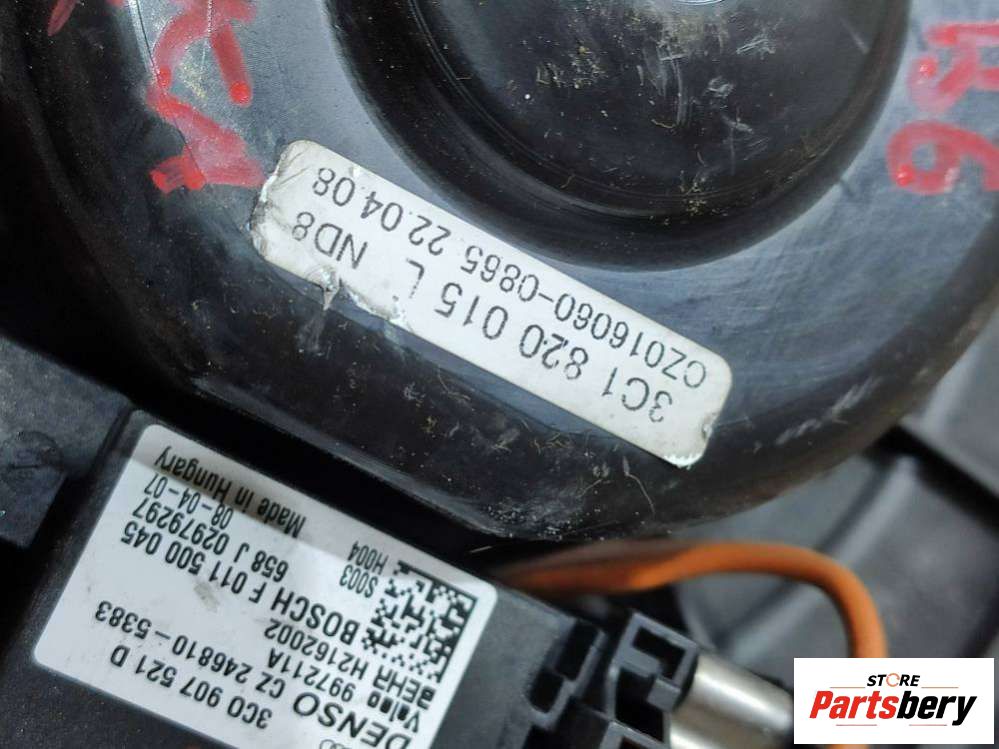 3C1 820 015 L ND8
CZ016060-0865 22.04.08
3C0 907 521 D
DENSO CZ 246810-5383
Valeo 997211A
BEHR H2162002
BOSCH F 011 500 045
S003
H004
658 J 02979297
08-04-07
Made in Hungary
STORE
Partsbery